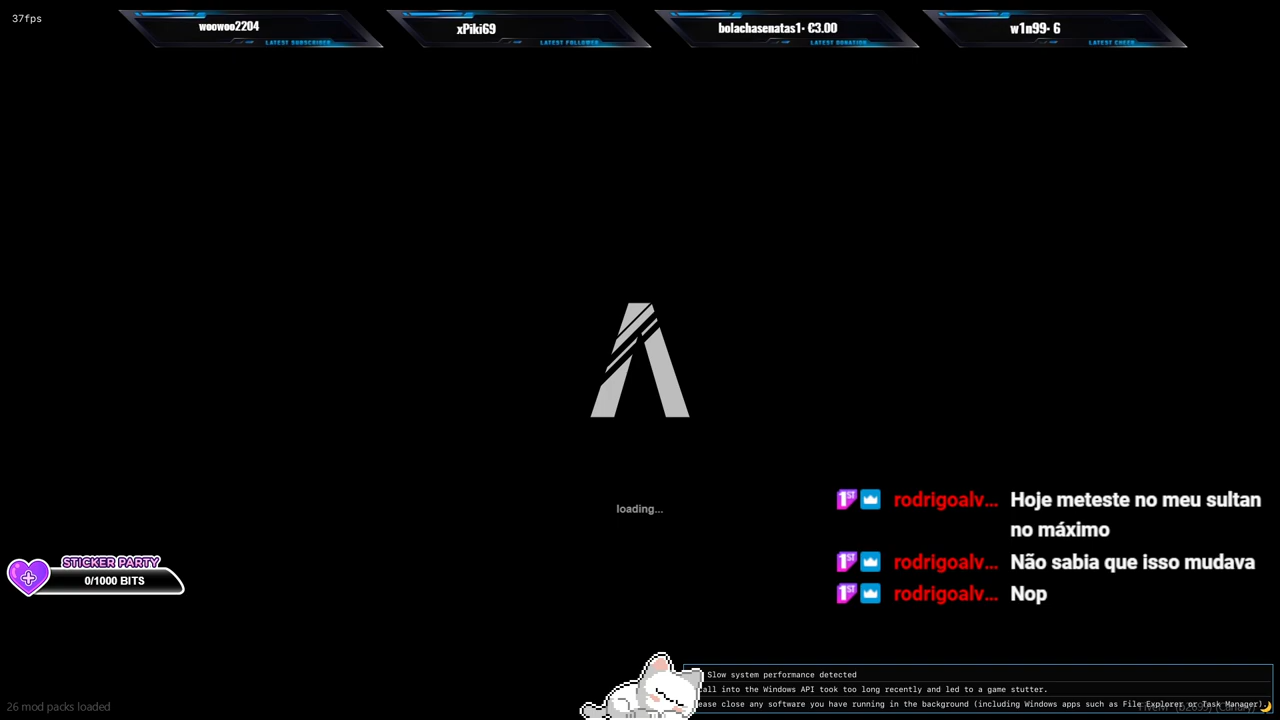 37fps
woowoo2204
LATEST SUBSCRIBER
xPiki69
LATEST FOLLOWER
bolachasenatas1· €3.00
LATEST DONATION
w1n99· 6
LATEST CHEER
loading...
1ST rodrigoalv... Hoje meteste no meu sultan
no máximo
1ST rodrigoalv... Não sabia que isso mudava
1ST rodrigoalv... Nop
STICKER PARTY
0/1000 BITS
Slow system performance detected
all into the Windows API took too long recently and led to a game stutter.
ease close any software you have running in the background (including Windows apps such as File Explorer or Task Manager).
26 mod packs loaded